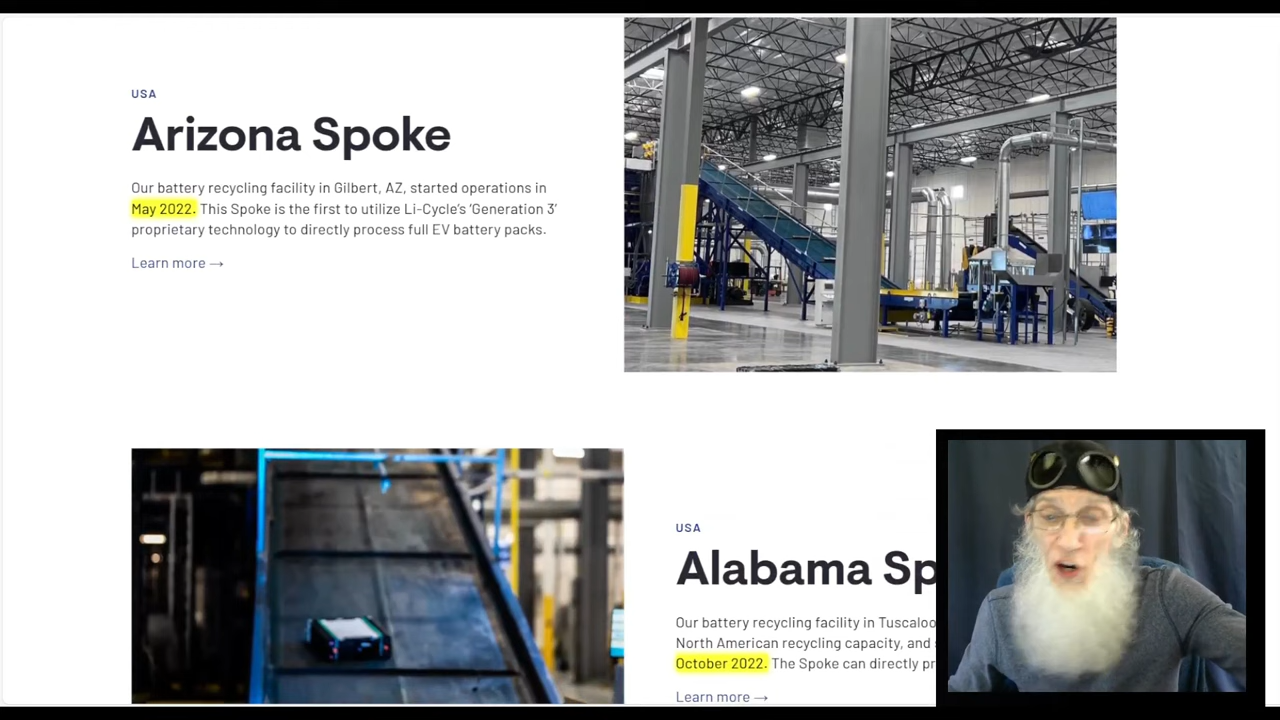 USA
Arizona Spoke
Our battery recycling facility in Gilbert, AZ, started operations in
May 2022. This Spoke is the first to utilize Li-Cycle's 'Generation 3'
proprietary technology to directly process full EV battery packs.
Learn more →
USA
Alabama Sp
Our battery recycling facility in Tuscaloo
North American recycling capacity, and
October 2022. The Spoke can directly pr
Learn more →